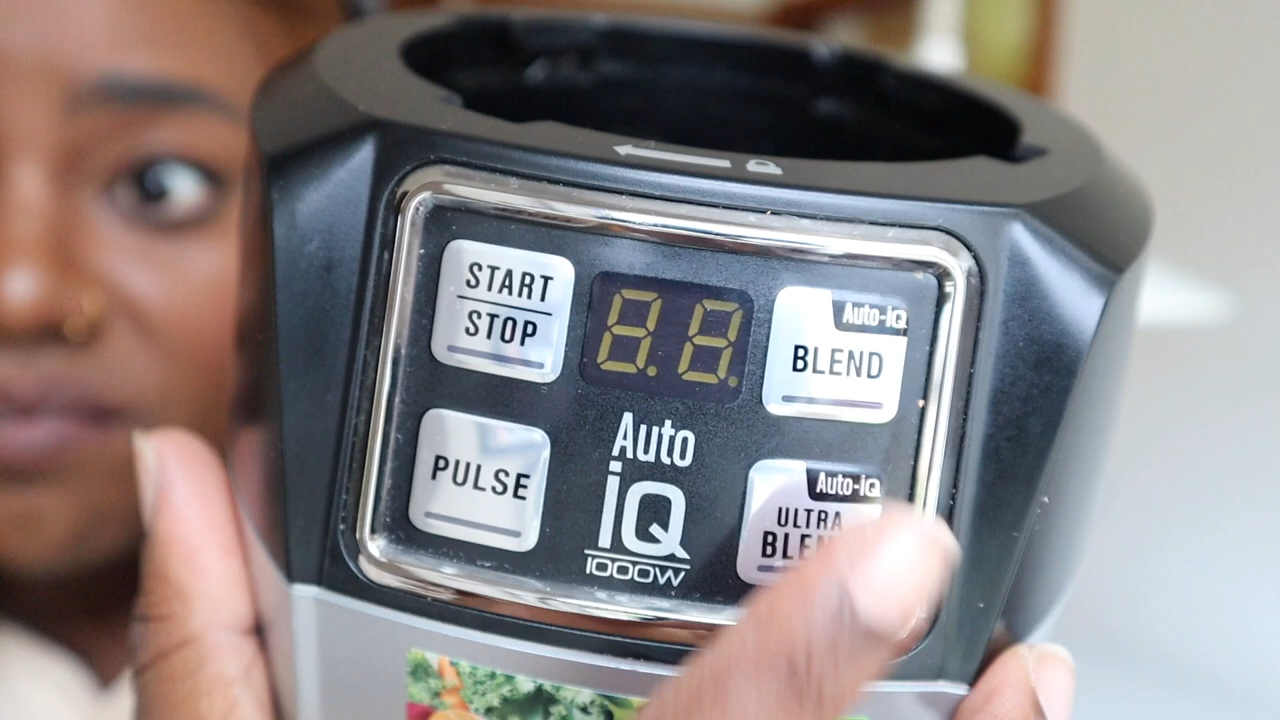 START
STOP
8.8.
Auto-iQ
BLEND
PULSE
Auto
iQ
1000W
Auto-iQ
ULTRA